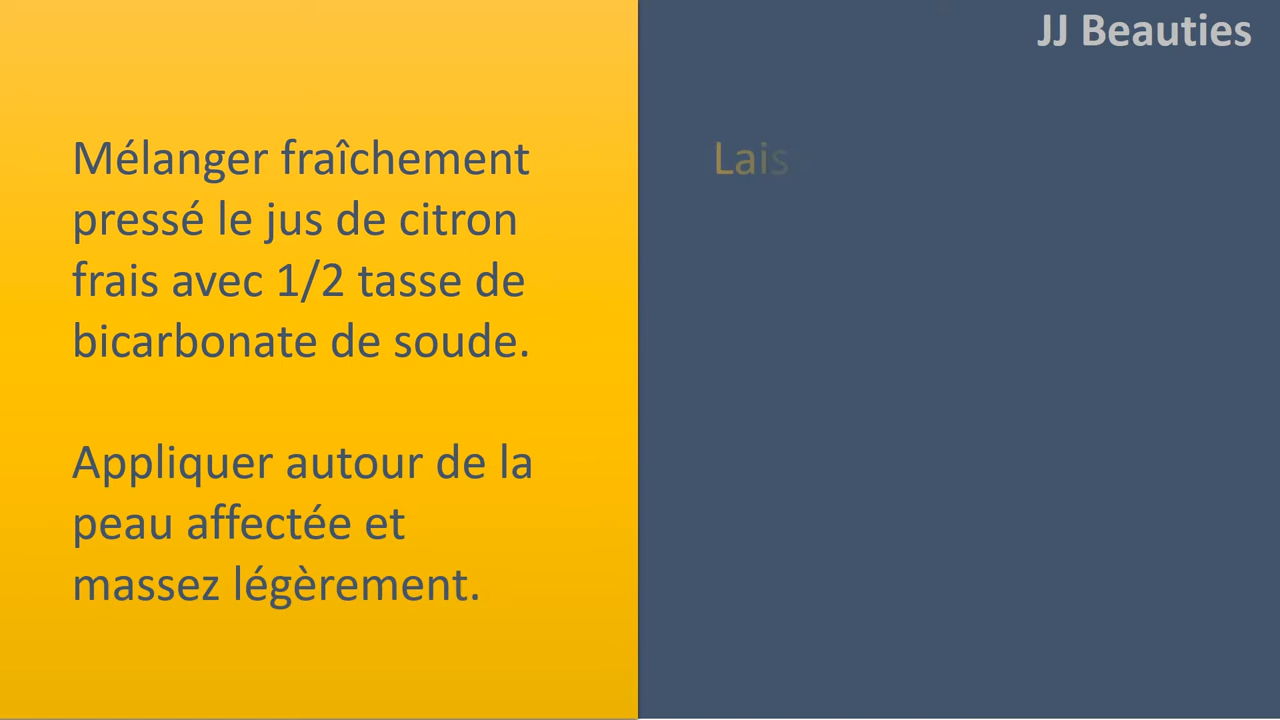 JJ Beauties
Mélanger fraîchement
pressé le jus de citron
frais avec 1/2 tasse de
bicarbonate de soude.
Appliquer autour de la
peau affectée et
massez légèrement.
Lais